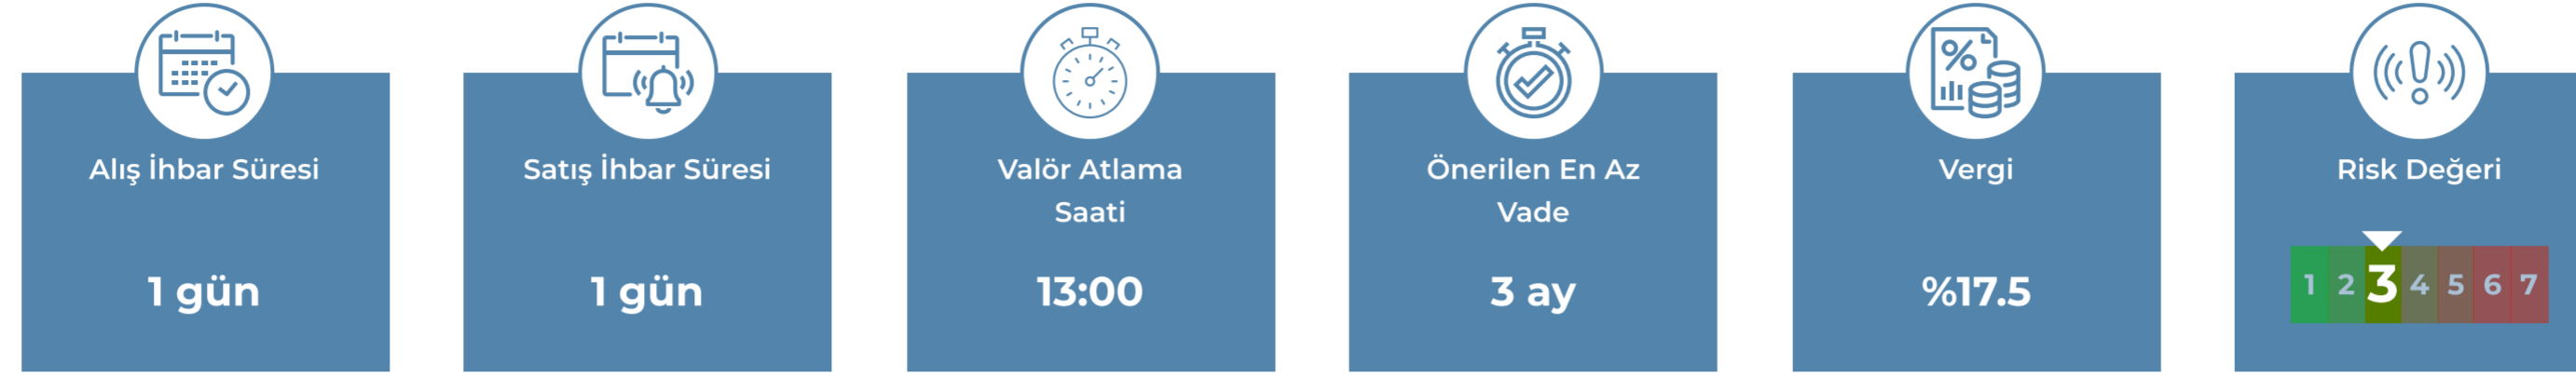 Alış İhbar Süresi
1 gün
Satış İhbar Süresi
1 gün
Valör Atlama
Saati
13:00
Önerilen En Az
Vade
3 ay
%
Vergi
%17.5
Risk Değeri
1 2 3 4 5 6 7